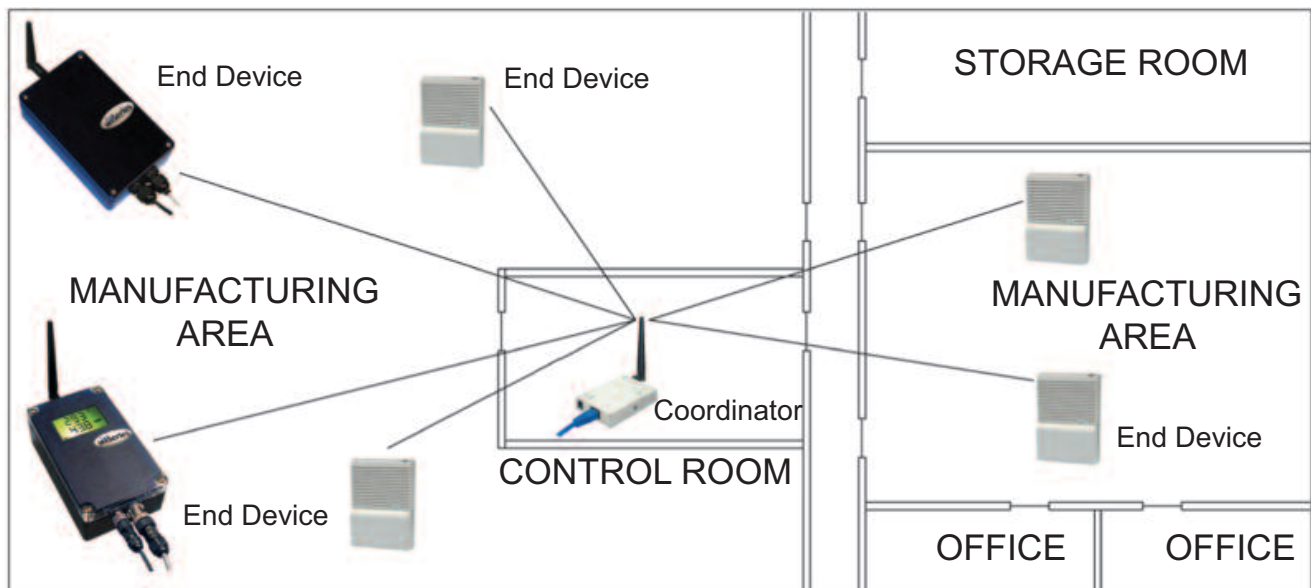 End Device
End Device
STORAGE ROOM
MANUFACTURING
AREA
MANUFACTURING
AREA
Coordinator
End Device
CONTROL ROOM
End Device
OFFICE
OFFICE